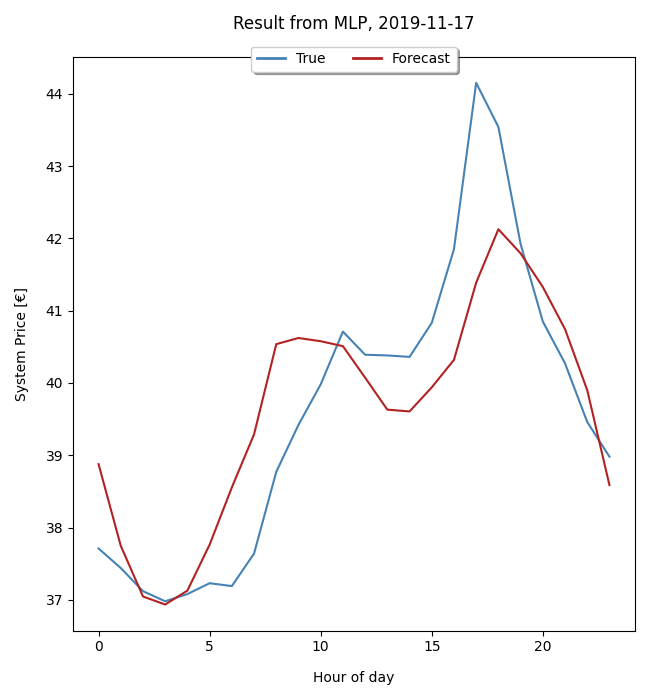 Result from MLP, 2019-11-17
True Forecast
44
43
42
41
40
39
38
37
System Price [€]
0 5 10 15 20
Hour of day